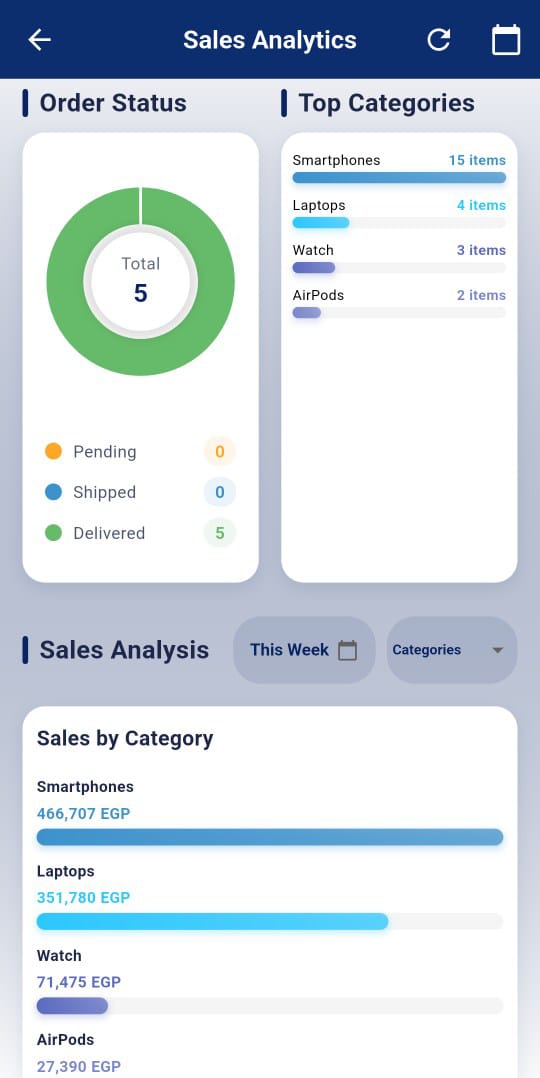 Sales Analytics
Order Status
Total
5
Pending 0
Shipped 0
Delivered 5
Top Categories
Smartphones 15 items
Laptops 4 items
Watch 3 items
AirPods 2 items
Sales Analysis This Week Categories
Sales by Category
Smartphones
466,707 EGP
Laptops
351,780 EGP
Watch
71,475 EGP
AirPods
27,390 EGP